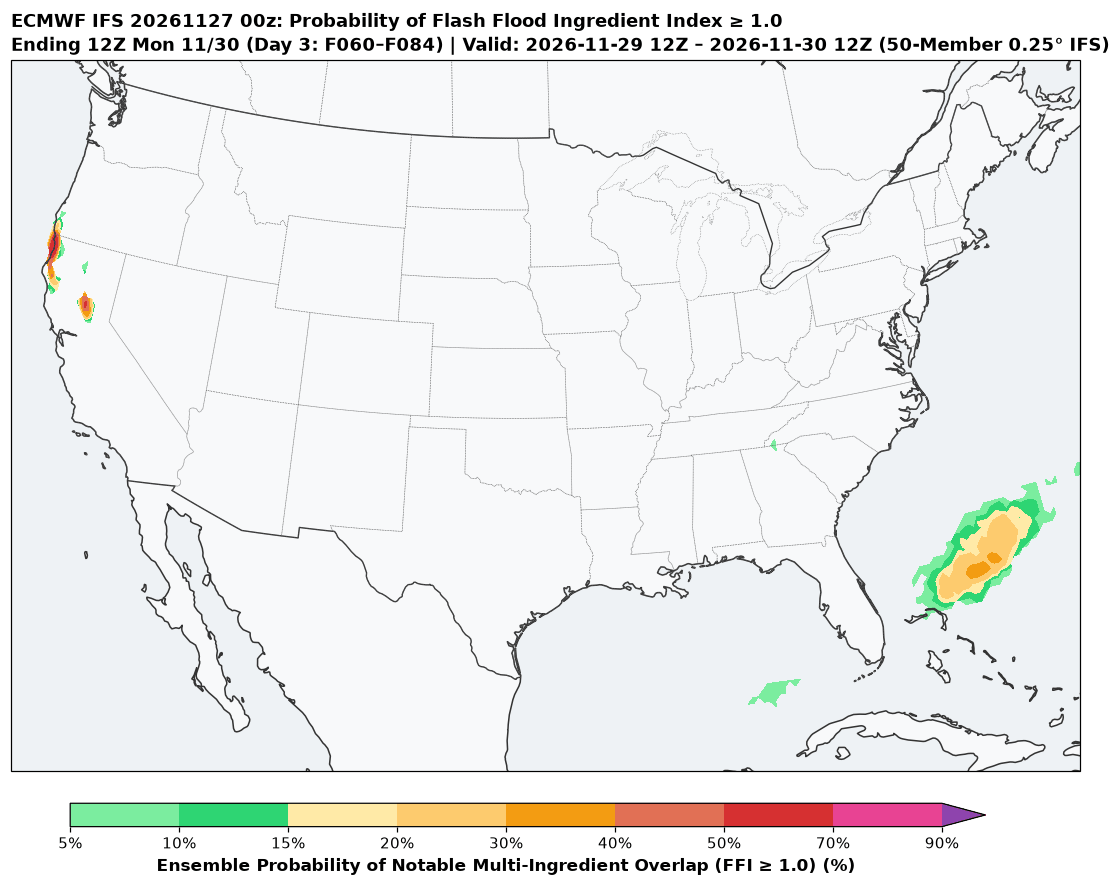 ECMWF IFS 20261127 00z: Probability of Flash Flood Ingredient Index ≥ 1.0
Ending 12Z Mon 11/30 (Day 3: F060–F084) | Valid: 2026-11-29 12Z – 2026-11-30 12Z (50-Member 0.25° IFS)
5% 10% 15% 20% 30% 40% 50% 70% 90%
Ensemble Probability of Notable Multi-Ingredient Overlap (FFI ≥ 1.0) (%)